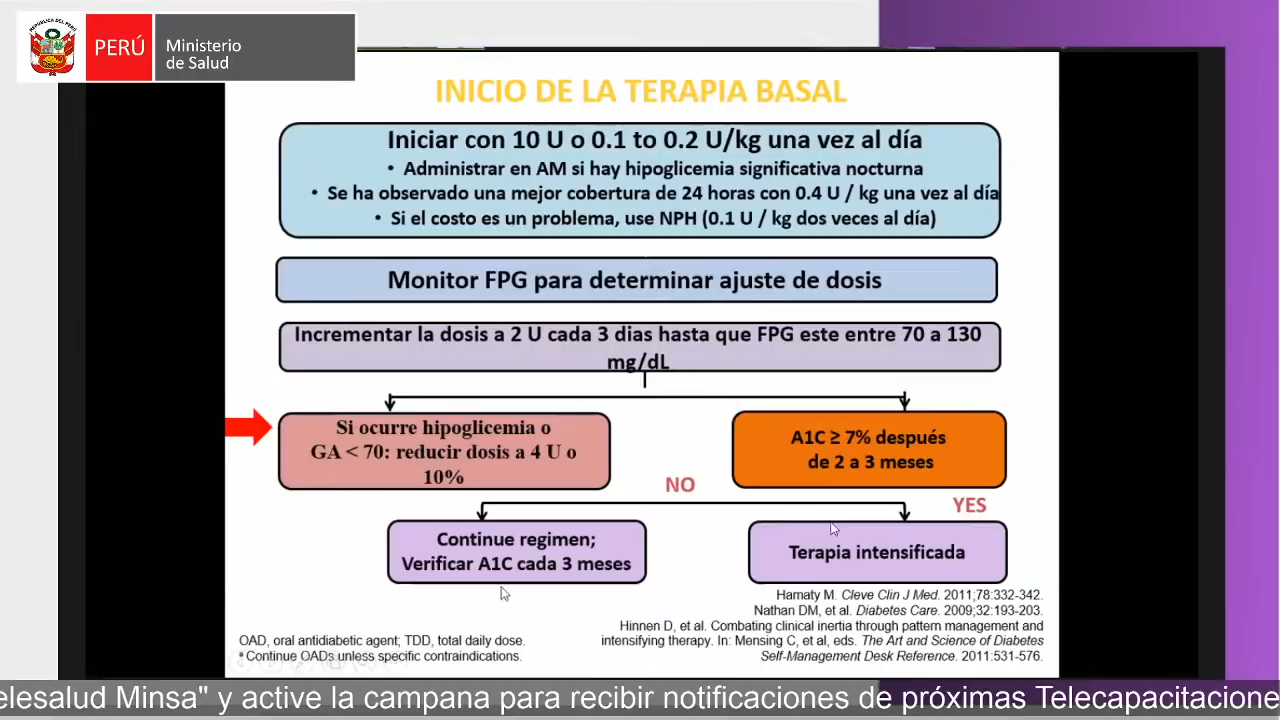 REPÚBLICA DEL PERÚ
PERÚ
Ministerio
de Salud
INICIO DE LA TERAPIA BASAL
Iniciar con 10 U o 0.1 to 0.2 U/kg una vez al día
• Administrar en AM si hay hipoglicemia significativa nocturna
• Se ha observado una mejor cobertura de 24 horas con 0.4 U / kg una vez al día
• Si el costo es un problema, use NPH (0.1 U / kg dos veces al día)
Monitor FPG para determinar ajuste de dosis
Incrementar la dosis a 2 U cada 3 dias hasta que FPG este entre 70 a 130
mg/dL
Si ocurre hipoglicemia o
GA < 70: reducir dosis a 4 U o
10%
A1C ≥ 7% después
de 2 a 3 meses
NO
YES
Continue regimen;
Verificar A1C cada 3 meses
Terapia intensificada
Hamaty M. Cleve Clin J Med. 2011;78:332-342.
Nathan DM, et al. Diabetes Care. 2009;32:193-203.
Hinnen D, et al. Combating clinical inertia through pattern management and
intensifying therapy. In: Mensing C, et al, eds. The Art and Science of Diabetes
Self-Management Desk Reference. 2011:531-576.
OAD, oral antidiabetic agent; TDD, total daily dose.
* Continue OADs unless specific contraindications.
elesalud Minsa" y active la campana para recibir notificaciones de próximas Telecapacitacione